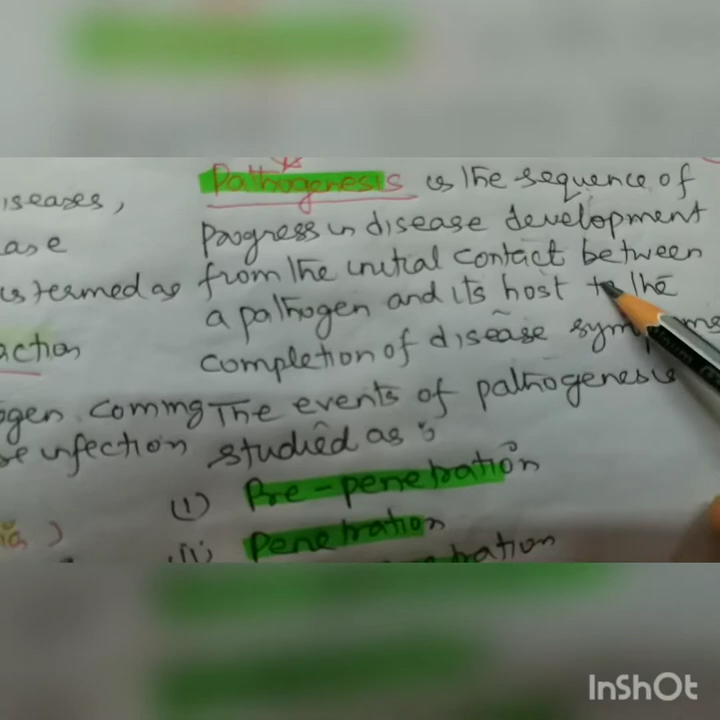 Pathogenesis is the sequence of
iseases,
progress in disease development
ase
from the initial contact between
is termed as
a pathogen and its host to the
action
completion of disease symptoms
ogen coming The events of pathogenesis
se infection studied as :
(i) Pre-penetration
(ii) Penetration
InShOt